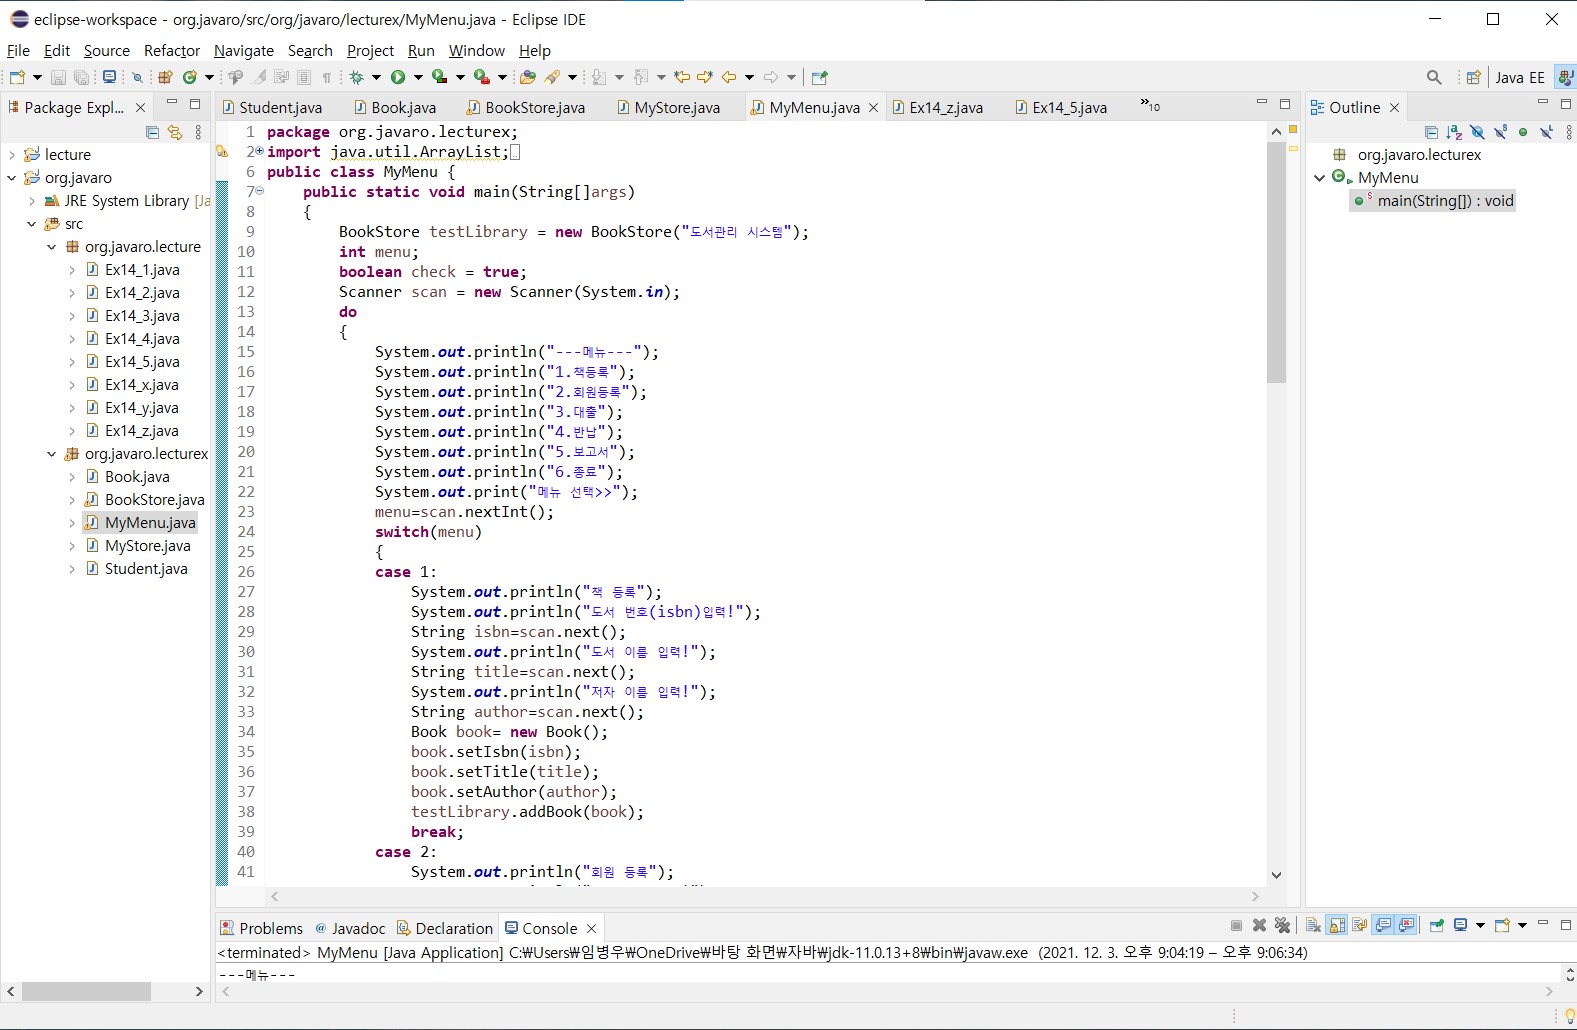 eclipse-workspace - org.javaro/src/org/javaro/lecturex/MyMenu.java - Eclipse IDE
File Edit Source Refactor Navigate Search Project Run Window Help
Java EE
Package Expl...
lecture
org.javaro
JRE System Library [Ja
src
org.javaro.lecture
Ex14_1.java
Ex14_2.java
Ex14_3.java
Ex14_4.java
Ex14_5.java
Ex14_x.java
Ex14_y.java
Ex14_z.java
org.javaro.lecturex
Book.java
BookStore.java
MyMenu.java
MyStore.java
Student.java
Student.java Book.java BookStore.java MyStore.java MyMenu.java Ex14_z.java Ex14_5.java »10
1 package org.javaro.lecturex;
2 import java.util.ArrayList;
6 public class MyMenu {
7 public static void main(String[]args)
8 {
9 BookStore testLibrary = new BookStore("도서관리 시스템");
10 int menu;
11 boolean check = true;
12 Scanner scan = new Scanner(System.in);
13 do
14 {
15 System.out.println("---메뉴---");
16 System.out.println("1.책등록");
17 System.out.println("2.회원등록");
18 System.out.println("3.대출");
19 System.out.println("4.반납");
20 System.out.println("5.보고서");
21 System.out.println("6.종료");
22 System.out.print("메뉴 선택>>");
23 menu=scan.nextInt();
24 switch(menu)
25 {
26 case 1:
27 System.out.println("책 등록");
28 System.out.println("도서 번호(isbn)입력!");
29 String isbn=scan.next();
30 System.out.println("도서 이름 입력!");
31 String title=scan.next();
32 System.out.println("저자 이름 입력!");
33 String author=scan.next();
34 Book book= new Book();
35 book.setIsbn(isbn);
36 book.setTitle(title);
37 book.setAuthor(author);
38 testLibrary.addBook(book);
39 break;
40 case 2:
41 System.out.println("회원 등록");
Outline
org.javaro.lecturex
MyMenu
main(String[]) : void
Problems @ Javadoc Declaration Console
<terminated> MyMenu [Java Application] C:₩Users₩임병우₩OneDrive₩바탕 화면₩자바₩jdk-11.0.13+8₩bin₩javaw.exe (2021. 12. 3. 오후 9:04:19 – 오후 9:06:34)
---메뉴---